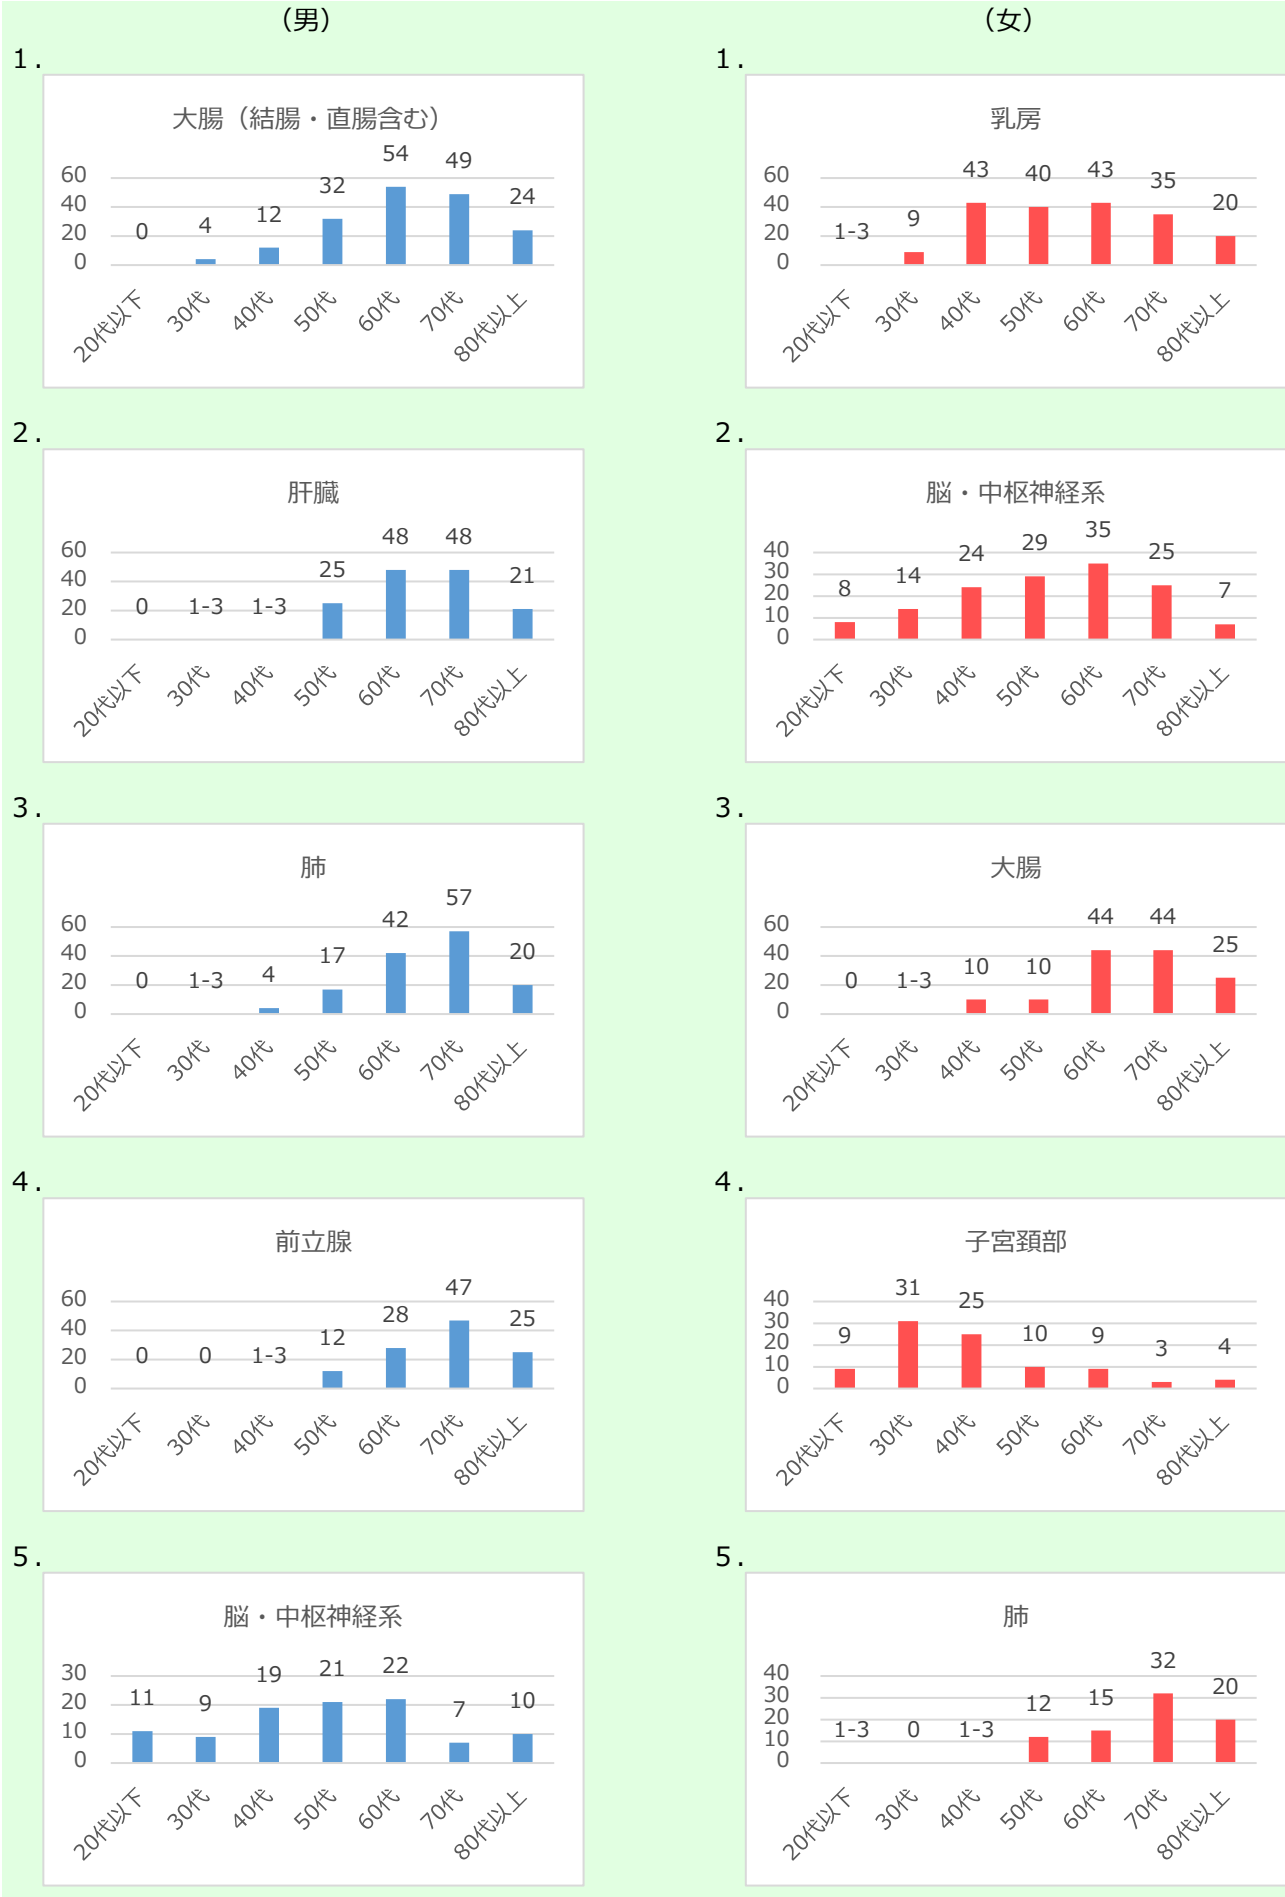 （男）
1.
大腸（結腸・直腸含む）
60
40
20
0
0
4
12
32
54
49
24
20代以下
30代
40代
50代
60代
70代
80代以上
2.
肝臓
60
40
20
0
0
1-3
1-3
25
48
48
21
20代以下
30代
40代
50代
60代
70代
80代以上
3.
肺
60
40
20
0
0
1-3
4
17
42
57
20
20代以下
30代
40代
50代
60代
70代
80代以上
4.
前立腺
60
40
20
0
0
0
1-3
12
28
47
25
20代以下
30代
40代
50代
60代
70代
80代以上
5.
脳・中枢神経系
30
20
10
0
11
9
19
21
22
7
10
20代以下
30代
40代
50代
60代
70代
80代以上
（女）
1.
乳房
60
40
20
0
1-3
9
43
40
43
35
20
20代以下
30代
40代
50代
60代
70代
80代以上
2.
脳・中枢神経系
40
30
20
10
0
8
14
24
29
35
25
7
20代以下
30代
40代
50代
60代
70代
80代以上
3.
大腸
60
40
20
0
0
1-3
10
10
44
44
25
20代以下
30代
40代
50代
60代
70代
80代以上
4.
子宮頚部
40
30
20
10
0
9
31
25
10
9
3
4
20代以下
30代
40代
50代
60代
70代
80代以上
5.
肺
40
30
20
10
0
1-3
0
1-3
12
15
32
20
20代以下
30代
40代
50代
60代
70代
80代以上